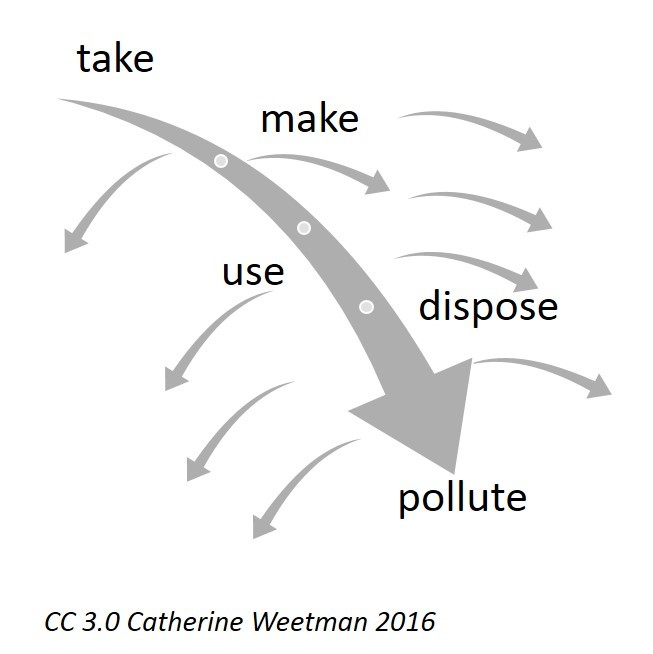 take
make
use
dispose
pollute
CC 3.0 Catherine Weetman 2016